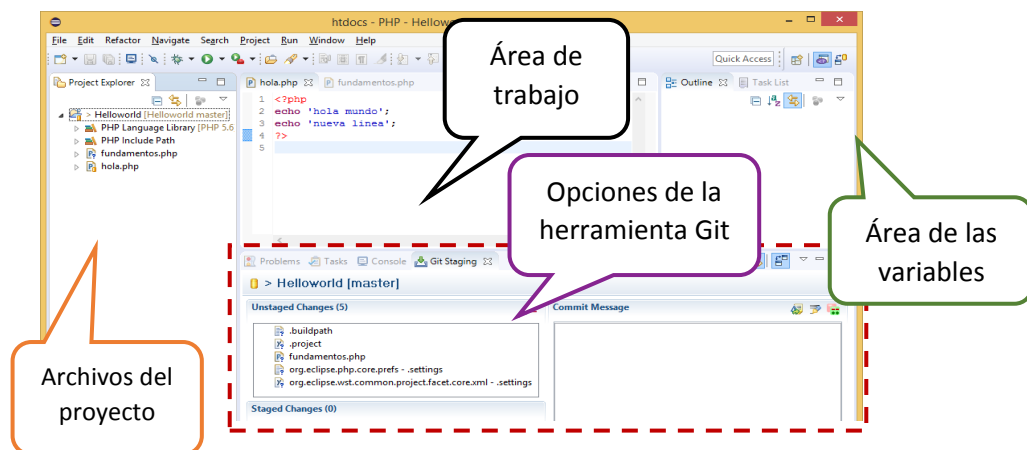 htdocs - PHP - Hellowo
File Edit Refactor Navigate Search Project Run Window Help
Quick Access
Project Explorer
hola.php
fundamentos.php
Outline
Task List
> Helloworld [Helloworld master]
PHP Language Library [PHP 5.6
PHP Include Path
fundamentos.php
hola.php
1 <?php
2 echo 'hola mundo';
3 echo 'nueva linea';
4 ?>
5
Área de
trabajo
Opciones de la
herramienta Git
Área de las
variables
Archivos del
proyecto
Problems
Tasks
Console
Git Staging
> Helloworld [master]
Unstaged Changes (5)
.buildpath
.project
fundamentos.php
org.eclipse.php.core.prefs - .settings
org.eclipse.wst.common.project.facet.core.xml - .settings
Staged Changes (0)
Commit Message